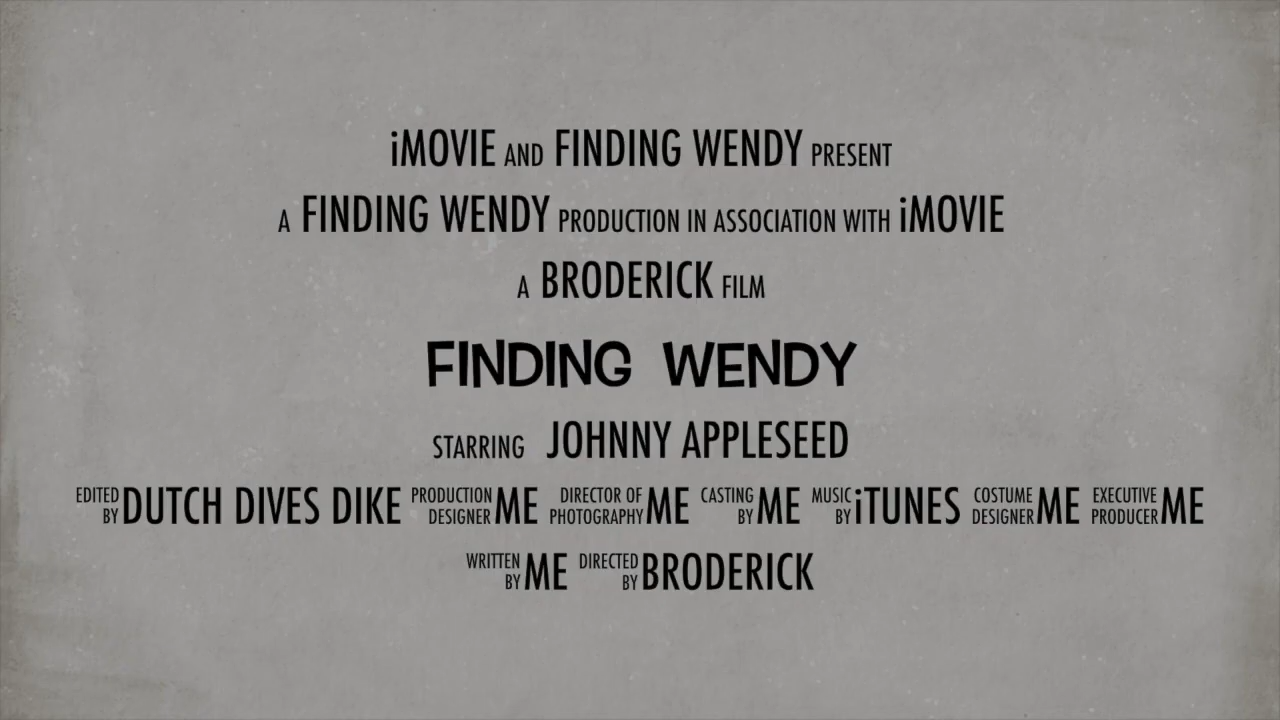 iMOVIE AND FINDING WENDY PRESENT
A FINDING WENDY PRODUCTION IN ASSOCIATION WITH iMOVIE
A BRODERICK FILM
FINDING WENDY
STARRING JOHNNY APPLESEED
EDITED BY DUTCH DIVES DIKE PRODUCTION DESIGNER ME DIRECTOR OF PHOTOGRAPHY ME CASTING BY ME MUSIC BY iTUNES COSTUME DESIGNER ME EXECUTIVE PRODUCER ME
WRITTEN BY ME DIRECTED BY BRODERICK